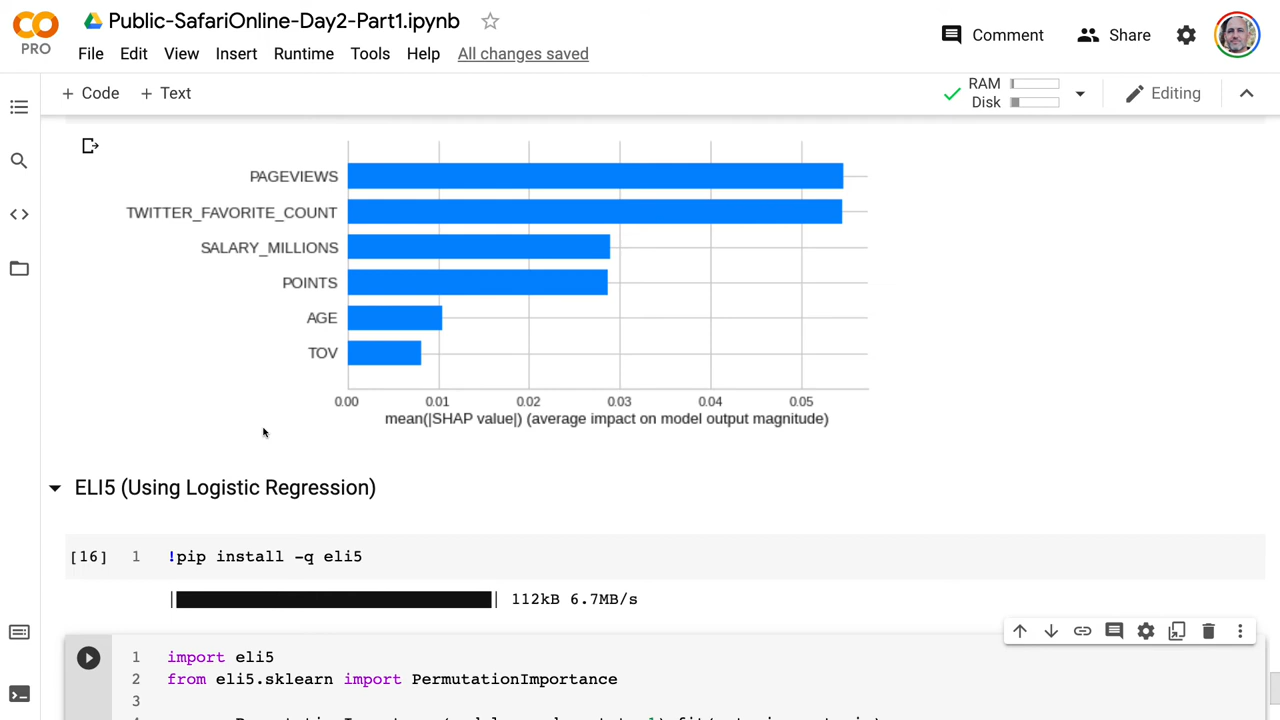 Public-SafariOnline-Day2-Part1.ipynb
PRO
File Edit View Insert Runtime Tools Help All changes saved
Comment Share
+ Code + Text
RAM
Disk
Editing
PAGEVIEWS
TWITTER_FAVORITE_COUNT
SALARY_MILLIONS
POINTS
AGE
TOV
0.00 0.01 0.02 0.03 0.04 0.05
mean(|SHAP value|) (average impact on model output magnitude)
ELI5 (Using Logistic Regression)
[16] 1 !pip install -q eli5
112kB 6.7MB/s
1 import eli5
2 from eli5.sklearn import PermutationImportance
3